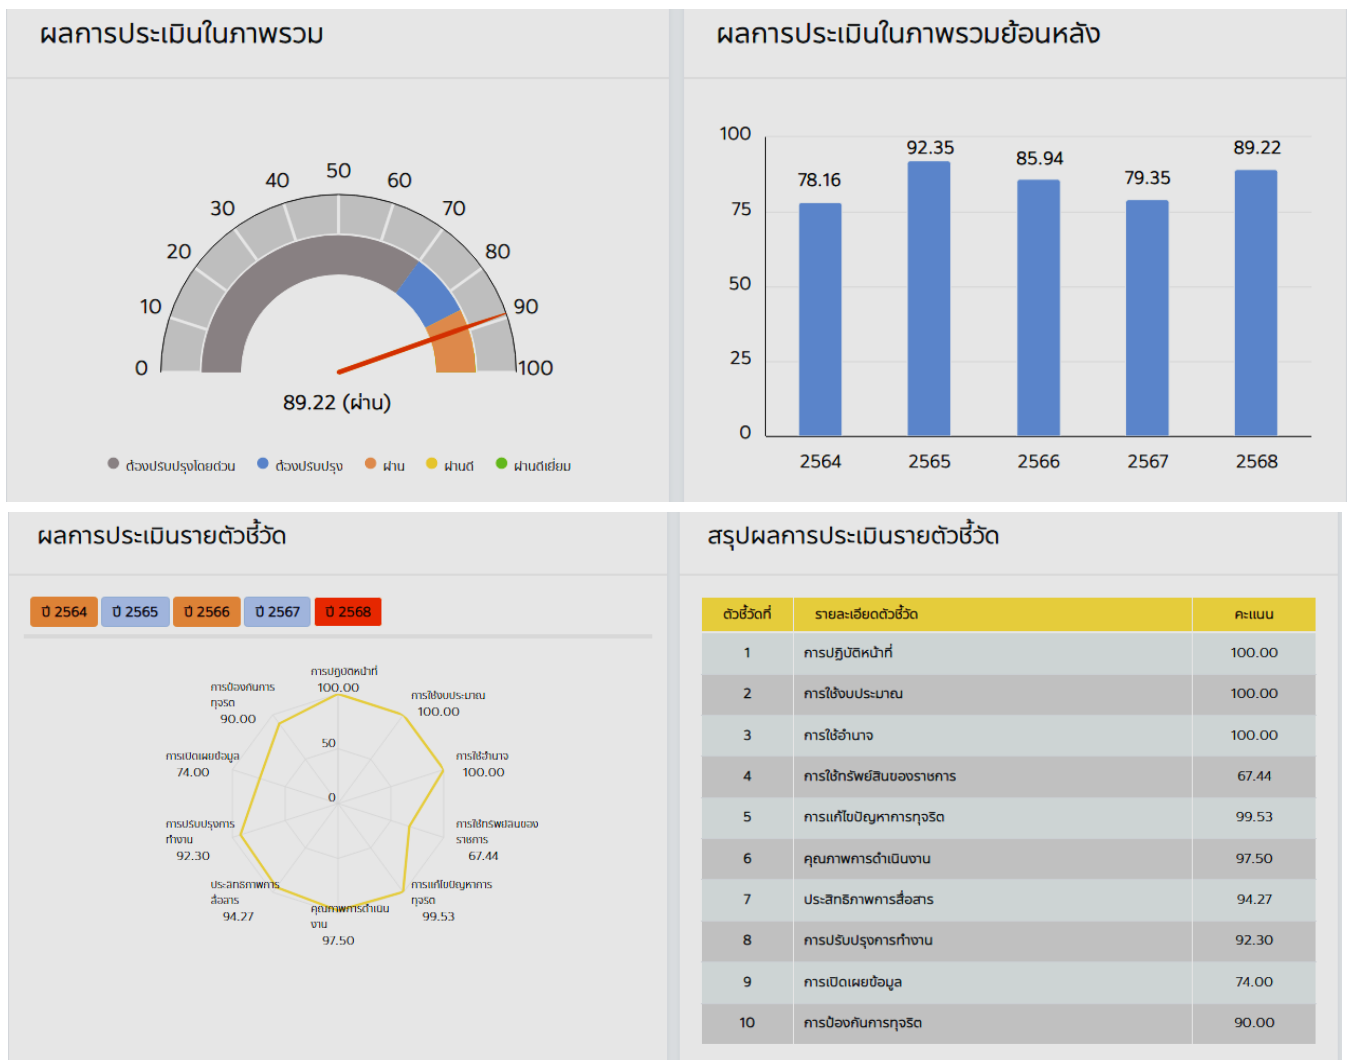 ผลการประเมินในภาพรวม
0
10
20
30
40
50
60
70
80
90
100
89.22 (ผ่าน)
ต้องปรับปรุงโดยด่วน ต้องปรับปรุง ผ่าน ผ่านดี ผ่านดีเยี่ยม
ผลการประเมินในภาพรวมย้อนหลัง
100
75
50
25
0
78.16 92.35 85.94 79.35 89.22
2564 2565 2566 2567 2568
ผลการประเมินรายตัวชี้วัด
ปี 2564 ปี 2565 ปี 2566 ปี 2567 ปี 2568
การปฏิบัติหน้าที่
100.00
การใช้งบประมาณ
100.00
การใช้อำนาจ
100.00
การใช้ทรัพย์สินของ
ราชการ
67.44
การแก้ไขปัญหาการ
ทุจริต
99.53
คุณภาพการดำเนิน
งาน
97.50
ประสิทธิภาพการ
สื่อสาร
94.27
การปรับปรุงการ
ทำงาน
92.30
การเปิดเผยข้อมูล
74.00
การป้องกันการ
ทุจริต
90.00
50
0
สรุปผลการประเมินรายตัวชี้วัด
ตัวชี้วัดที่ รายละเอียดตัวชี้วัด คะแนน
1 การปฏิบัติหน้าที่ 100.00
2 การใช้งบประมาณ 100.00
3 การใช้อำนาจ 100.00
4 การใช้ทรัพย์สินของราชการ 67.44
5 การแก้ไขปัญหาการทุจริต 99.53
6 คุณภาพการดำเนินงาน 97.50
7 ประสิทธิภาพการสื่อสาร 94.27
8 การปรับปรุงการทำงาน 92.30
9 การเปิดเผยข้อมูล 74.00
10 การป้องกันการทุจริต 90.00